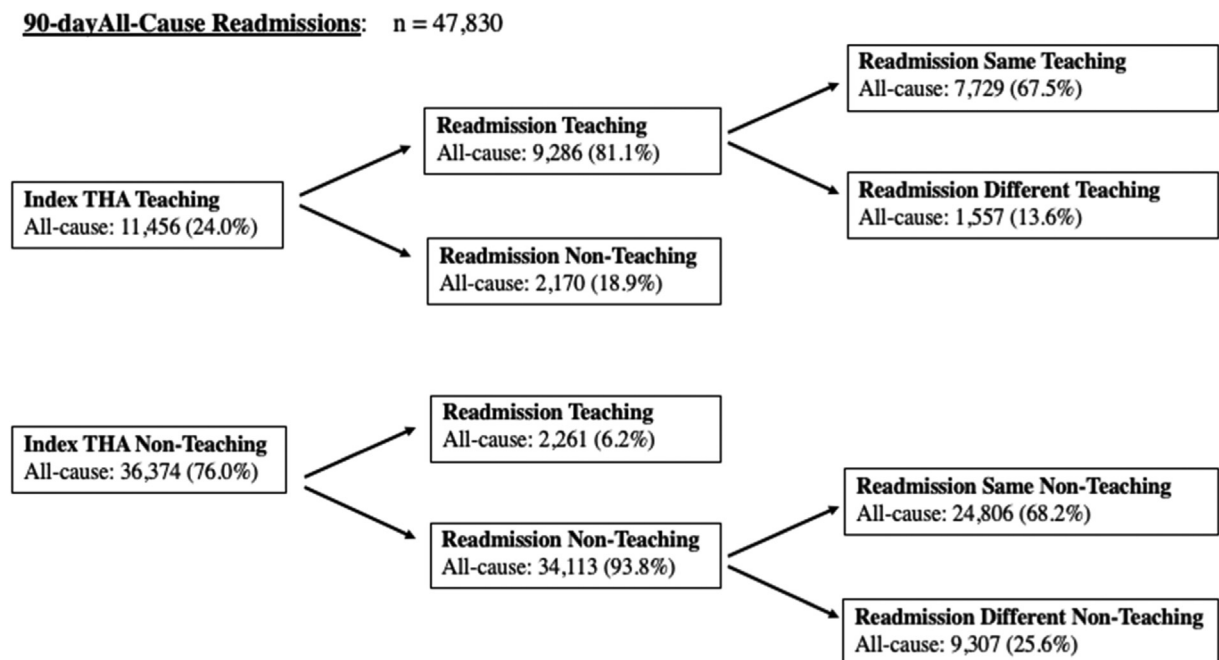 90-dayAll-Cause Readmissions: n = 47,830
Readmission Same Teaching
All-cause: 7,729 (67.5%)
Readmission Teaching
All-cause: 9,286 (81.1%)
Readmission Different Teaching
All-cause: 1,557 (13.6%)
Index THA Teaching
All-cause: 11,456 (24.0%)
Readmission Non-Teaching
All-cause: 2,170 (18.9%)
Readmission Teaching
All-cause: 2,261 (6.2%)
Index THA Non-Teaching
All-cause: 36,374 (76.0%)
Readmission Same Non-Teaching
All-cause: 24,806 (68.2%)
Readmission Non-Teaching
All-cause: 34,113 (93.8%)
Readmission Different Non-Teaching
All-cause: 9,307 (25.6%)